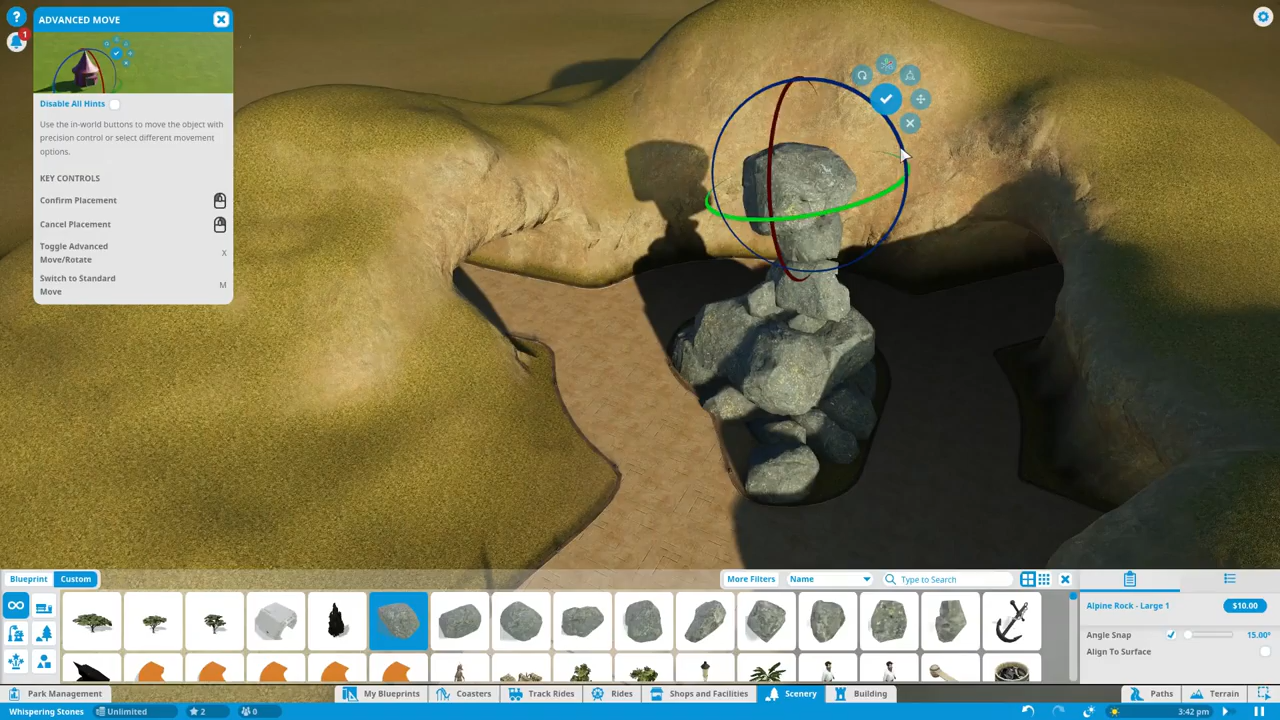 ?
1
ADVANCED MOVE
Disable All Hints
Use the in-world buttons to move the object with
precision control or select different movement
options.
KEY CONTROLS
Confirm Placement
Cancel Placement
Toggle Advanced
Move/Rotate X
Switch to Standard
Move M
Blueprint Custom
More Filters Name Type to Search
Alpine Rock - Large 1 $10.00
Angle Snap 15.00°
Align To Surface
Park Management My Blueprints Coasters Track Rides Rides Shops and Facilities Scenery Building Paths Terrain
Whispering Stones Unlimited 2 0 3:42 pm